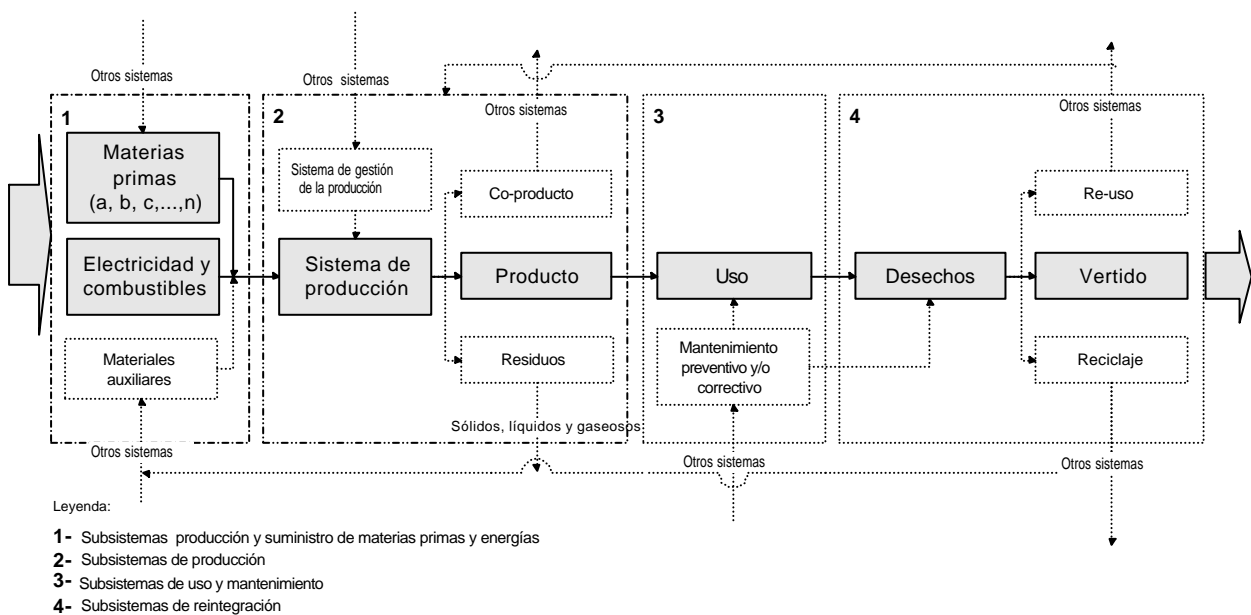 Otros sistemas
Otros sistemas
Otros sistemas
Otros sistemas
1
Materias
primas
(a, b, c,...,n)
Electricidad y
combustibles
Materiales
auxiliares
Otros sistemas
2
Sistema de gestión
de la producción
Sistema de
producción
Co-producto
Producto
Residuos
Sólidos, líquidos y gaseosos
3
Uso
Mantenimiento
preventivo y/o
correctivo
Otros sistemas
4
Desechos
Re-uso
Vertido
Reciclaje
Otros sistemas
Leyenda:
1- Subsistemas producción y suministro de materias primas y energías
2- Subsistemas de producción
3- Subsistemas de uso y mantenimiento
4- Subsistemas de reintegración